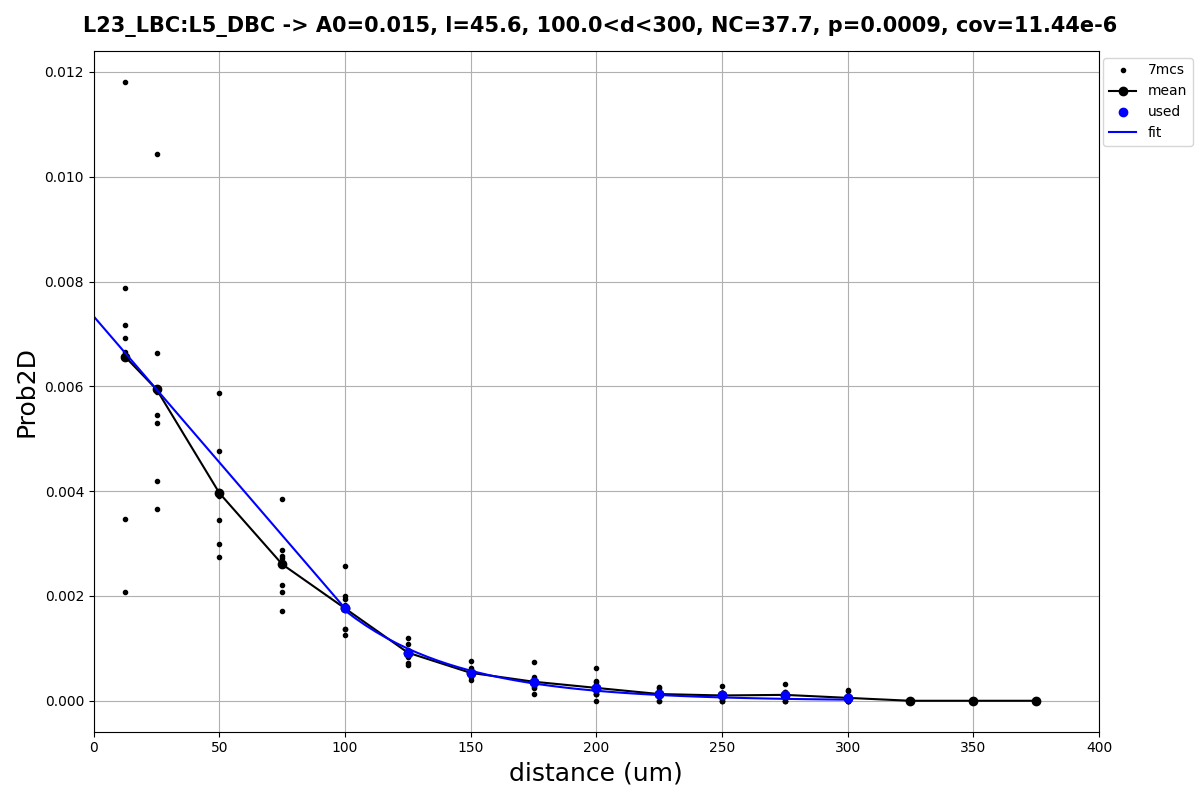 L23_LBC:L5_DBC -> A0=0.015, l=45.6, 100.0<d<300, NC=37.7, p=0.0009, cov=11.44e-6
7mcs
mean
used
fit
Prob2D
0.012
0.010
0.008
0.006
0.004
0.002
0.000
0 50 100 150 200 250 300 350 400
distance (um)